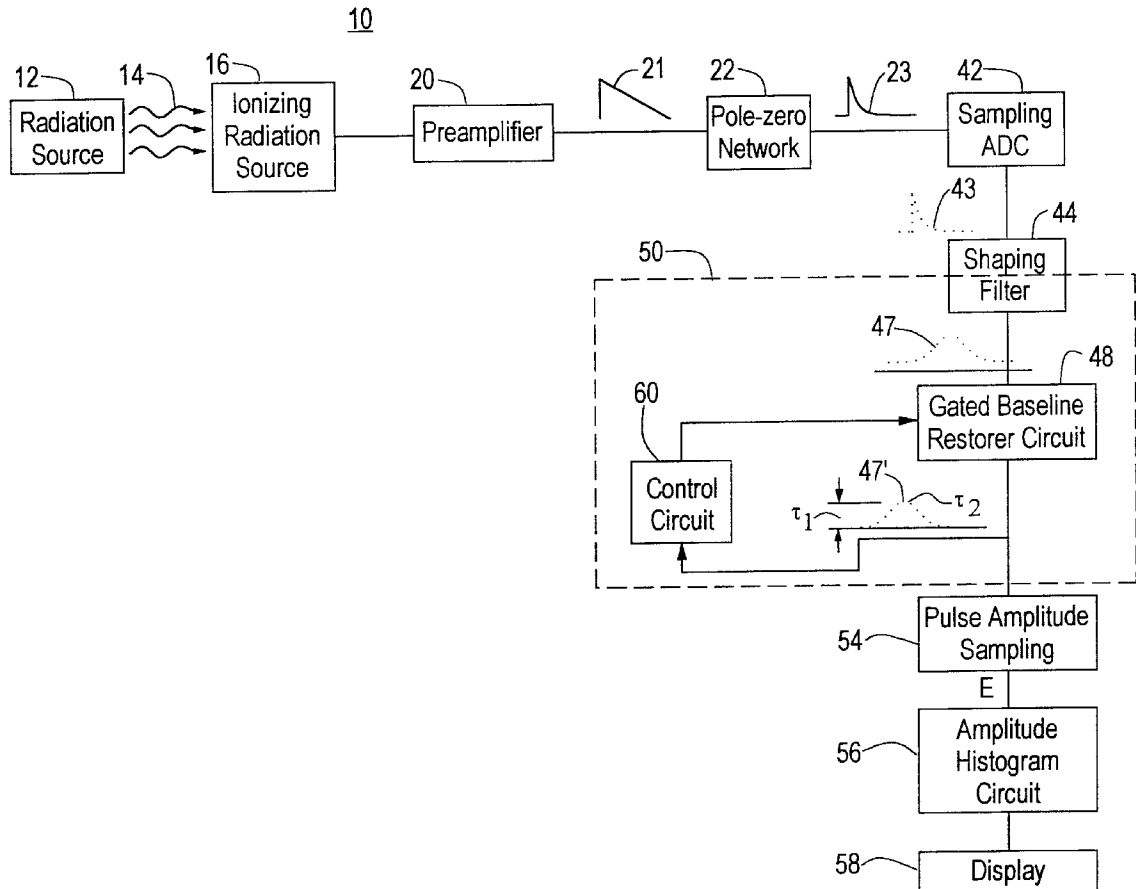 10
12
14
16
20
21
22
23
42
Radiation
Source
Ionizing
Radiation
Source
Preamplifier
Pole-zero
Network
Sampling
ADC
43
44
Shaping
Filter
50
47
48
Gated Baseline
Restorer Circuit
60
Control
Circuit
47'
τ1
τ2
Pulse Amplitude
Sampling
54
E
Amplitude
Histogram
Circuit
56
Display
58